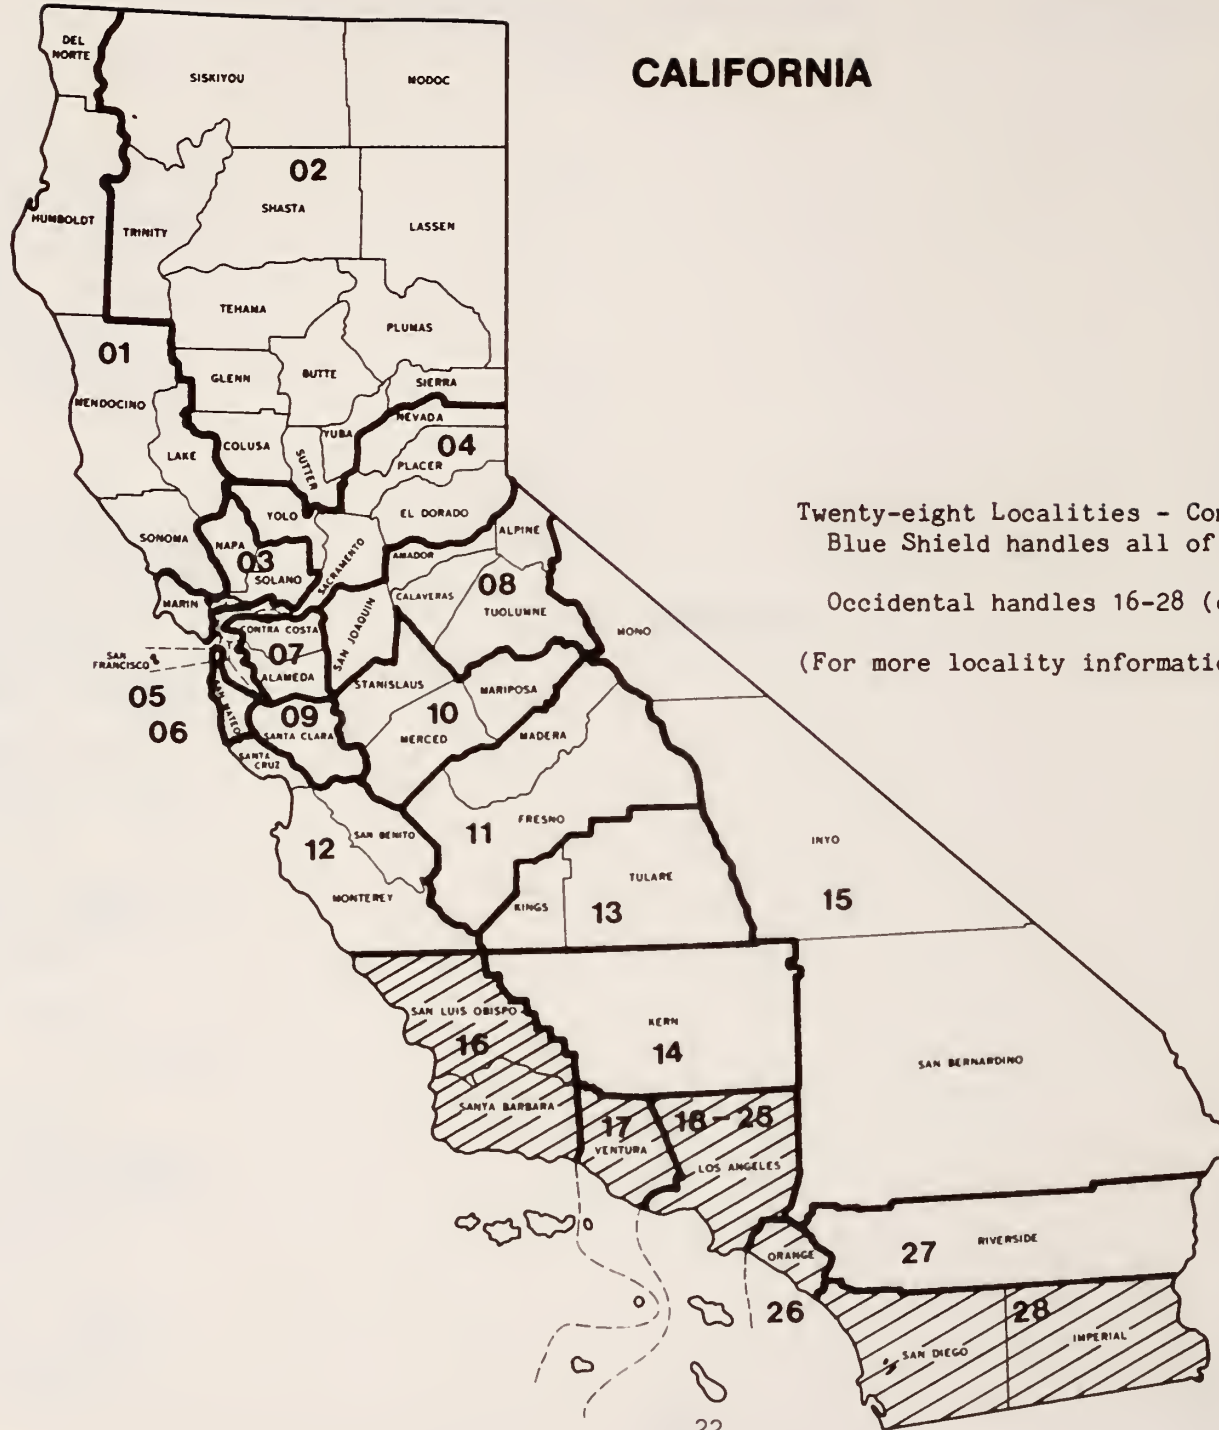 CALIFORNIA
DEL
NORTE
SISKIYOU
MODOC
02
SHASTA
HUMBOLDT
TRINITY
LASSEN
TEHAMA
PLUMAS
01
GLENN
BUTTE
SIERRA
MENDOCINO
NEVADA
YUBA
04
COLUSA
LAKE
SUTTER
PLACER
YOLO
EL DORADO
Twenty-eight Localities - Con
Blue Shield handles all of
ALPINE
SONOMA
NAPA
SACRAMENTO
AMADOR
03
SOLANO
08
CALAVERAS
TUOLUMNE
Occidental handles 16-28 (
MARIN
CONTRA COSTA
MONO
SAN JOAQUIN
07
SAN
FRANCISCO
(For more locality informatio
ALAMEDA
STANISLAUS
MARIPOSA
05
SAN MATEO
09
10
06
SANTA CLARA
MERCED
MADERA
SANTA
CRUZ
FRESNO
11
SAN BENITO
12
INYO
TULARE
MONTEREY
KINGS
13
15
SAN LUIS OBISPO
KERN
16
14
SAN BERNARDINO
SANTA BARBARA
17
18-28
VENTURA
LOS ANGELES
RIVERSIDE
27
ORANGE
26
28
IMPERIAL
SAN DIEGO
22